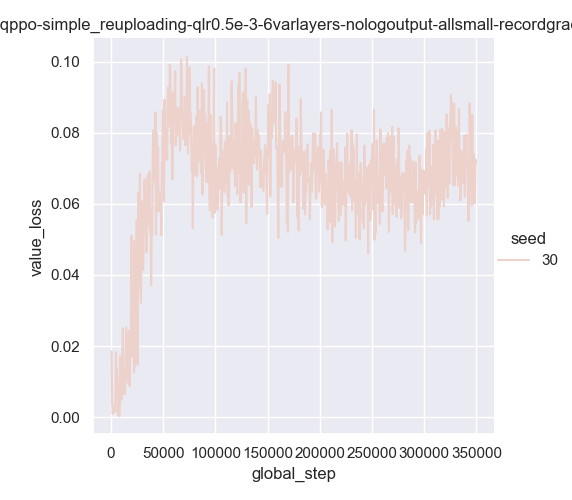 qppo-simple_reuploading-qlr0.5e-3-6varlayers-nologoutput-allsmall-recordgrad
0.10
0.08
0.06
0.04
0.02
0.00
value_loss
0 50000 100000 150000 200000 250000 300000 350000
global_step
seed
30